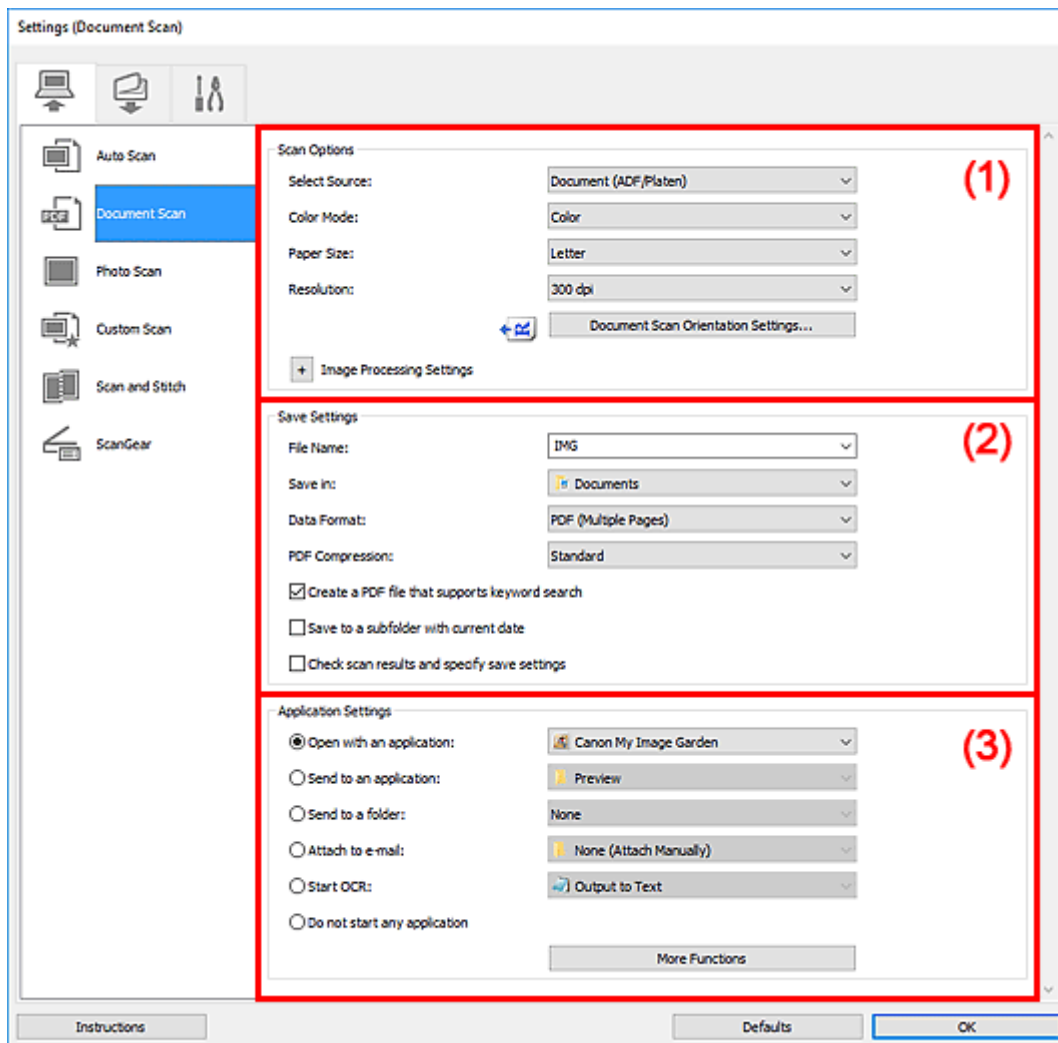 Settings (Document Scan)
Auto Scan
Document Scan
Photo Scan
Custom Scan
Scan and Stitch
ScanGear
Scan Options
(1)
Select Source: Document (ADF/Platen)
Color Mode: Color
Paper Size: Letter
Resolution: 300 dpi
R Document Scan Orientation Settings...
+ Image Processing Settings
Save Settings
(2)
File Name: IMG
Save in: Documents
Data Format: PDF (Multiple Pages)
PDF Compression: Standard
Create a PDF file that supports keyword search
Save to a subfolder with current date
Check scan results and specify save settings
Application Settings
(3)
Open with an application: Canon My Image Garden
Send to an application: Preview
Send to a folder: None
Attach to e-mail: None (Attach Manually)
Start OCR: Output to Text
Do not start any application
More Functions
Instructions Defaults OK